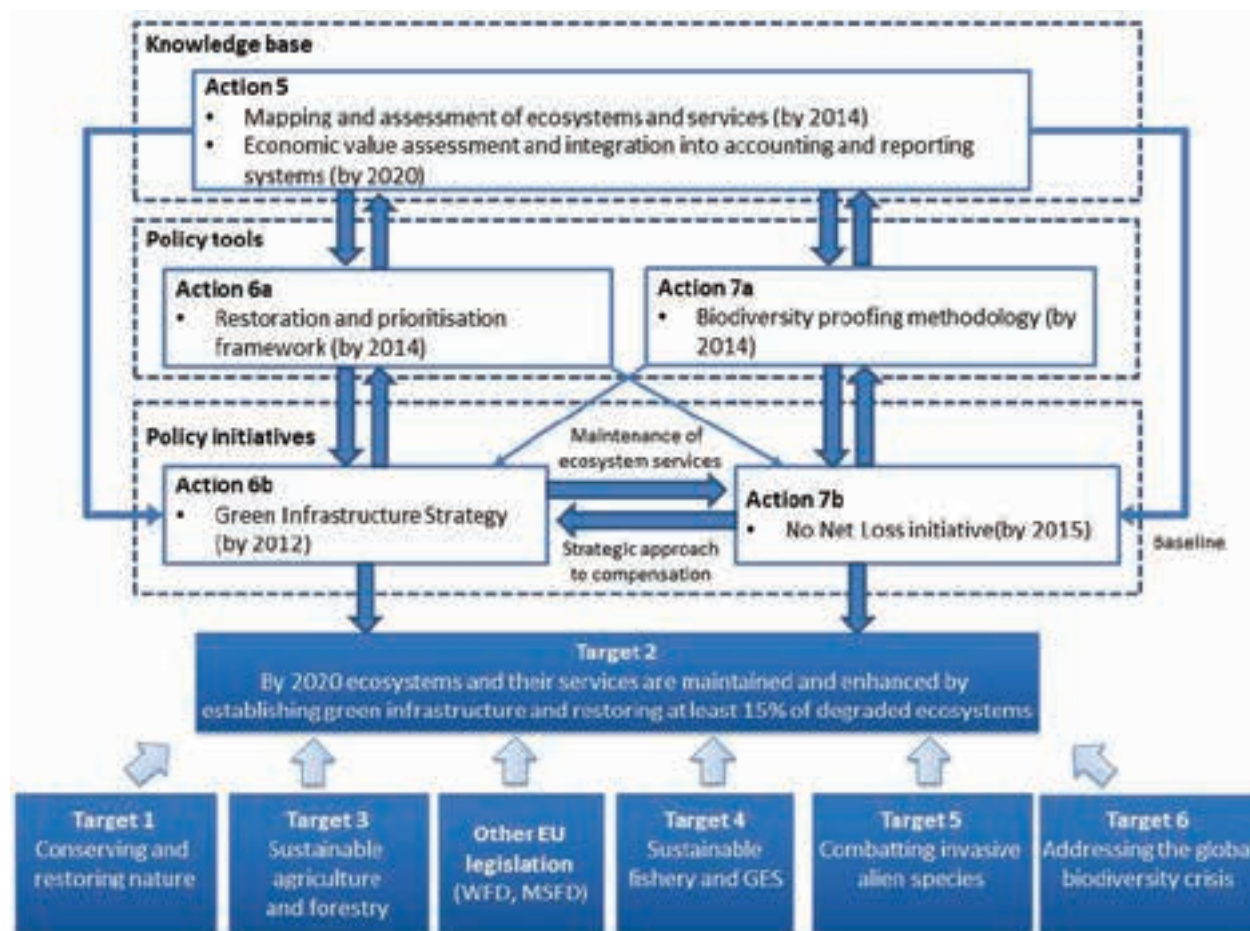 Knowledge base
Action 5
• Mapping and assessment of ecosystems and services (by 2014)
• Economic value assessment and integration into accounting and reporting
systems (by 2020)
Policy tools
Action 6a
• Restoration and prioritisation
framework (by 2014)
Action 7a
• Biodiversity proofing methodology (by
2014)
Policy initiatives
Maintenance of
ecosystem services
Action 6b
• Green Infrastructure Strategy
(by 2012)
Action 7b
• No Net Loss initiative(by 2015)
Strategic approach
to compensation
Baseline
Target 2
By 2020 ecosystems and their services are maintained and enhanced by
establishing green infrastructure and restoring at least 15% of degraded ecosystems
Target 1
Conserving and
restoring nature
Target 3
Sustainable
agriculture
and forestry
Other EU
legislation
(WFD, MSFD)
Target 4
Sustainable
fishery and GES
Target 5
Combatting invasive
alien species
Target 6
Addressing the global
biodiversity crisis